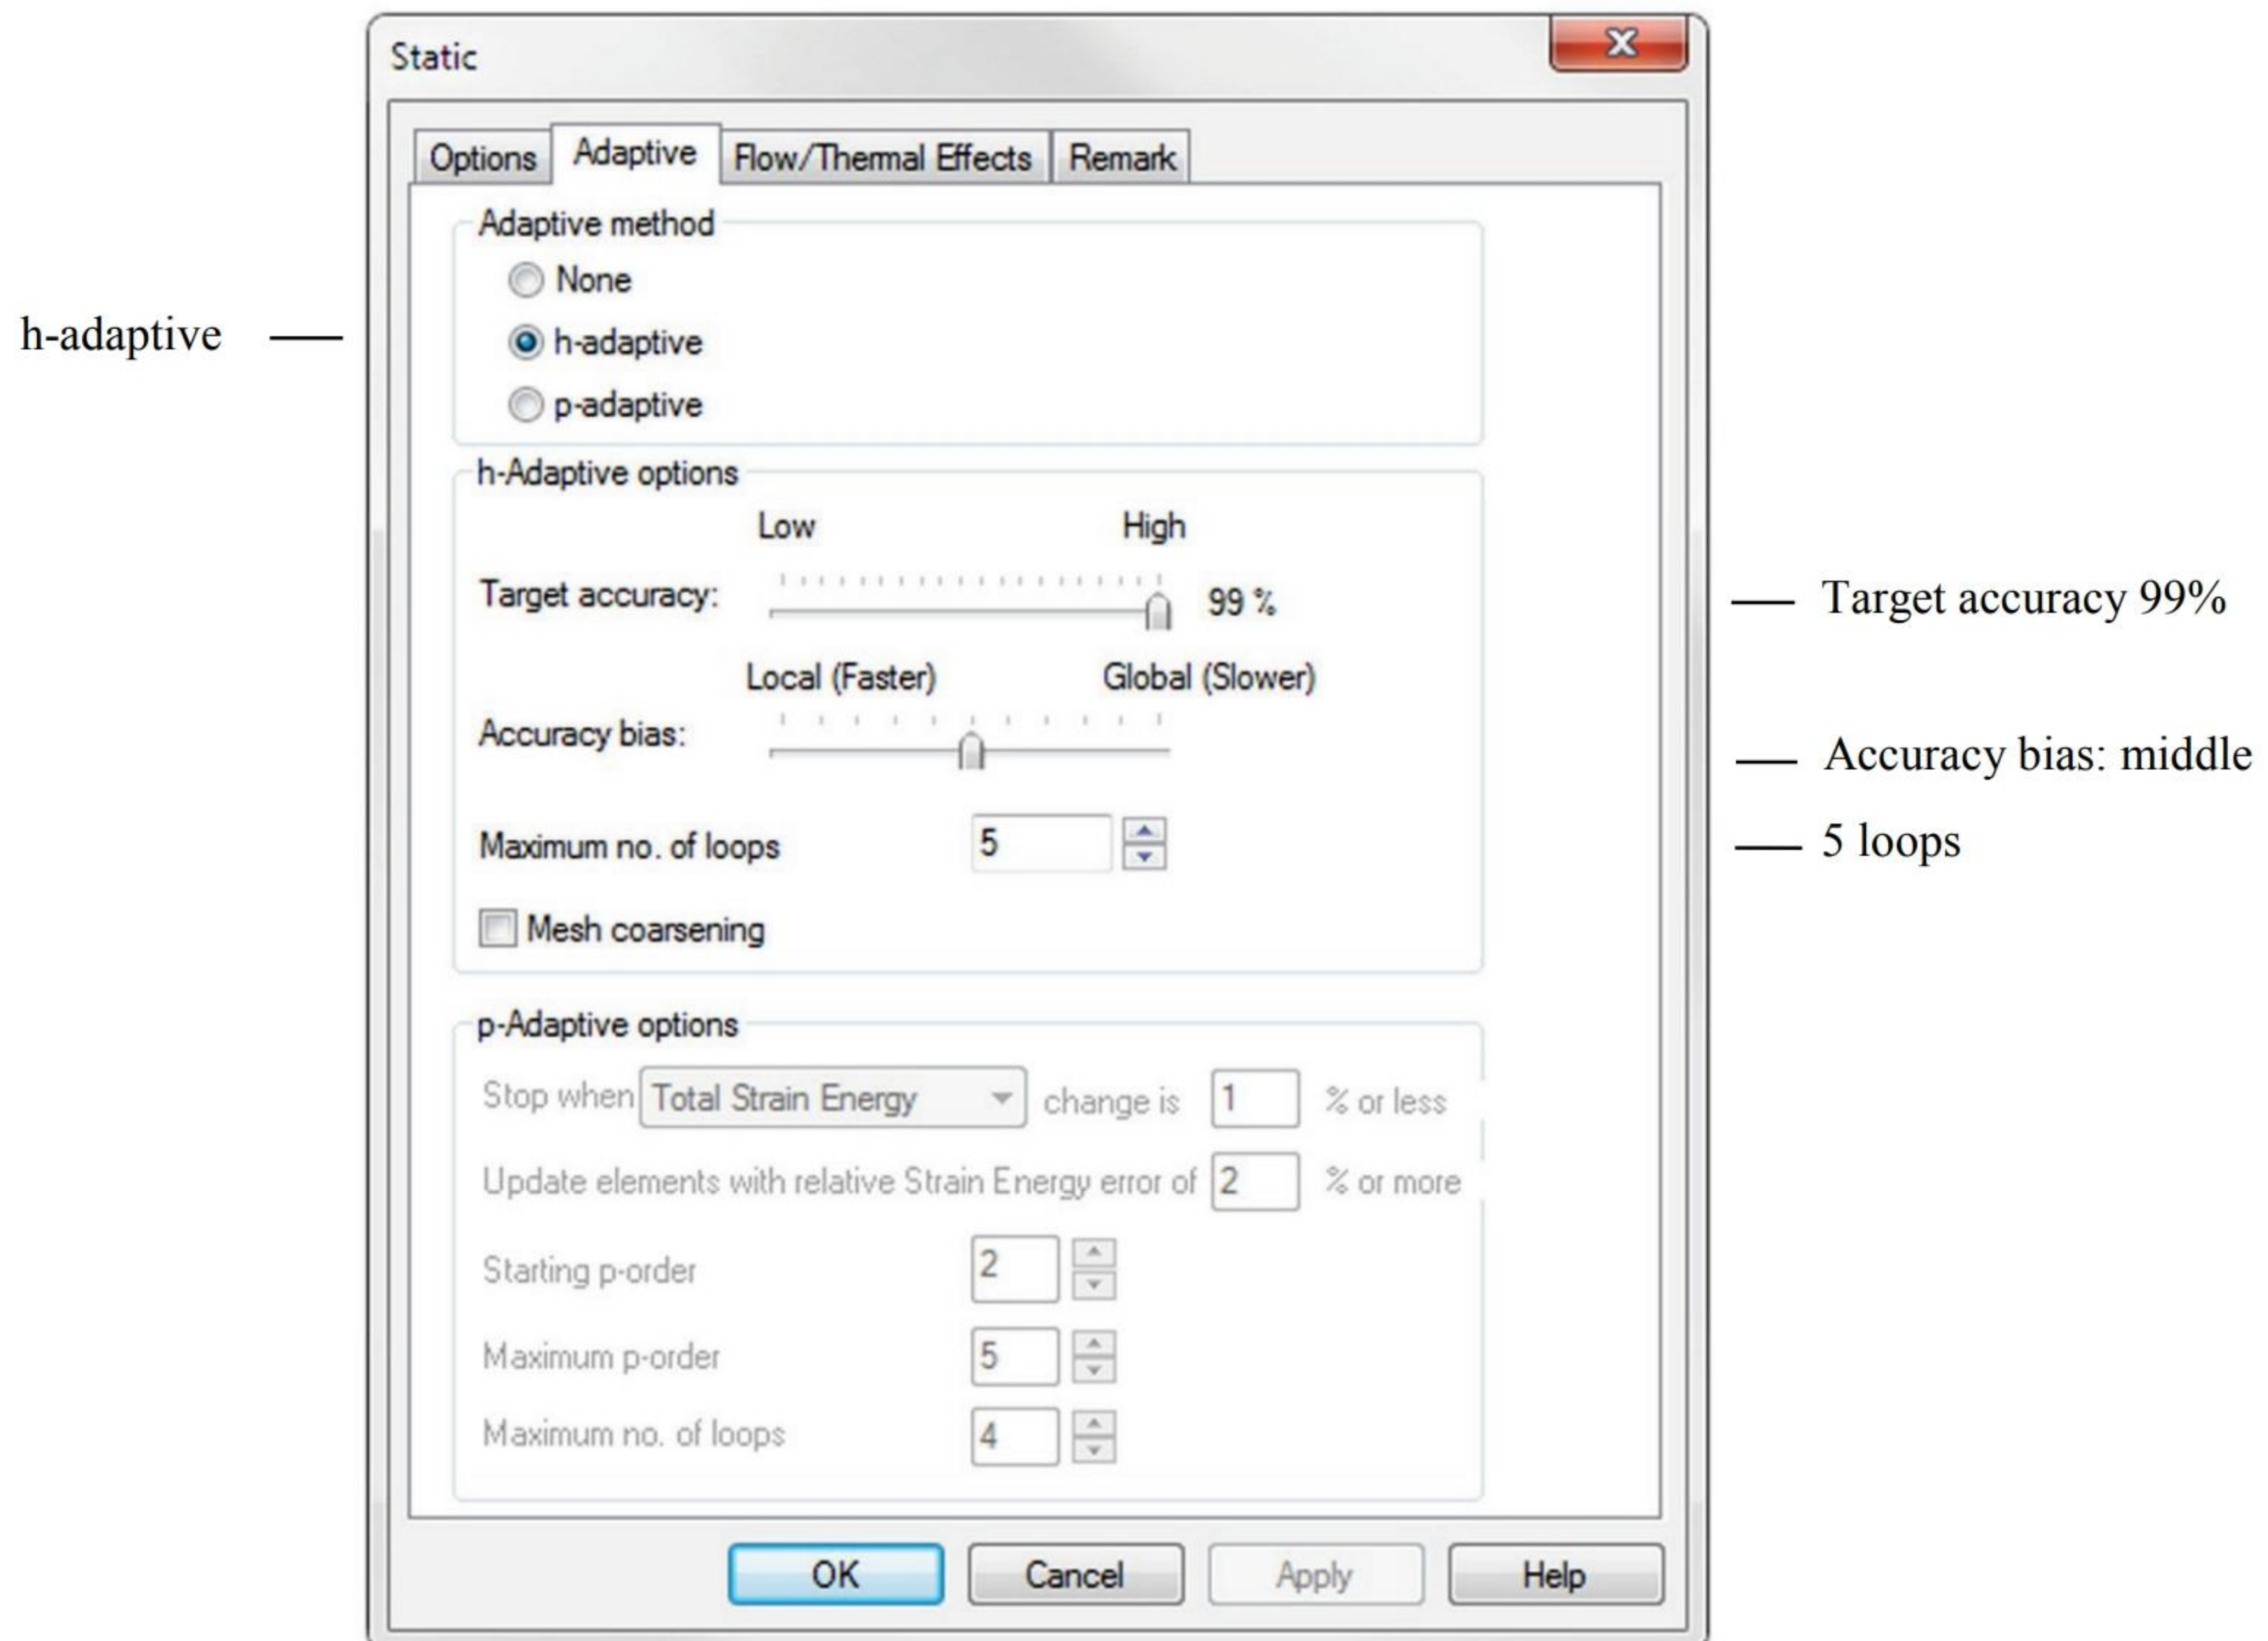 Static
Options Adaptive Flow/Thermal Effects Remark
Adaptive method
None
h-adaptive — h-adaptive
p-adaptive
h-Adaptive options
Low High
Target accuracy: 99 % — Target accuracy 99%
Local (Faster) Global (Slower)
Accuracy bias: — Accuracy bias: middle
Maximum no. of loops 5 — 5 loops
Mesh coarsening
p-Adaptive options
Stop when Total Strain Energy change is 1 % or less
Update elements with relative Strain Energy error of 2 % or more
Starting p-order 2
Maximum p-order 5
Maximum no. of loops 4
OK Cancel Apply Help